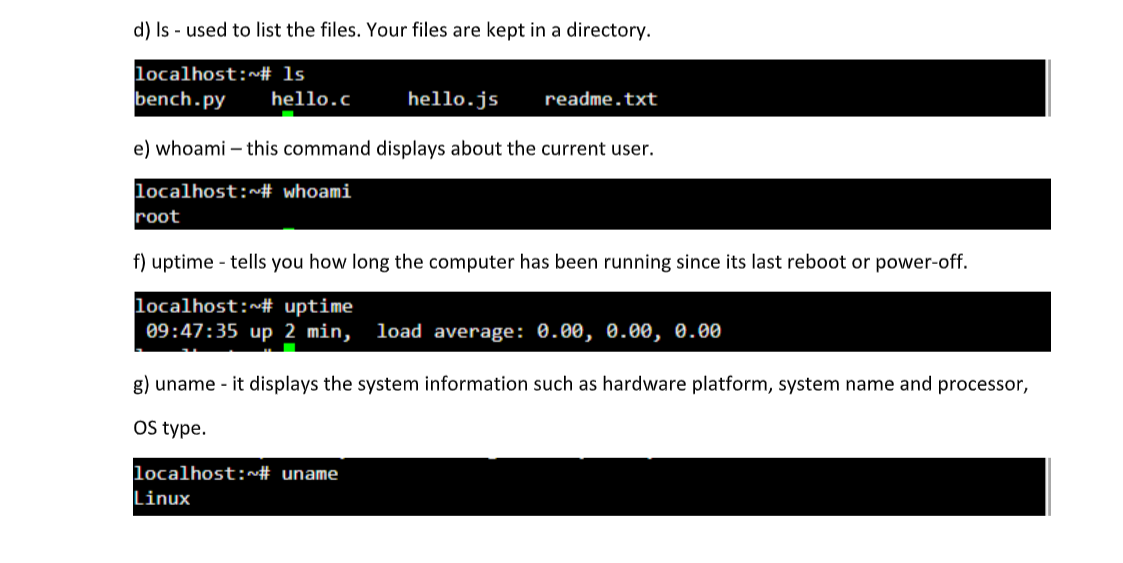 d) ls - used to list the files. Your files are kept in a directory.
localhost:~# ls
bench.py    hello.c     hello.js    readme.txt
e) whoami – this command displays about the current user.
localhost:~# whoami
root
f) uptime - tells you how long the computer has been running since its last reboot or power-off.
localhost:~# uptime
 09:47:35 up 2 min,  load average: 0.00, 0.00, 0.00
g) uname - it displays the system information such as hardware platform, system name and processor,
OS type.
localhost:~# uname
Linux